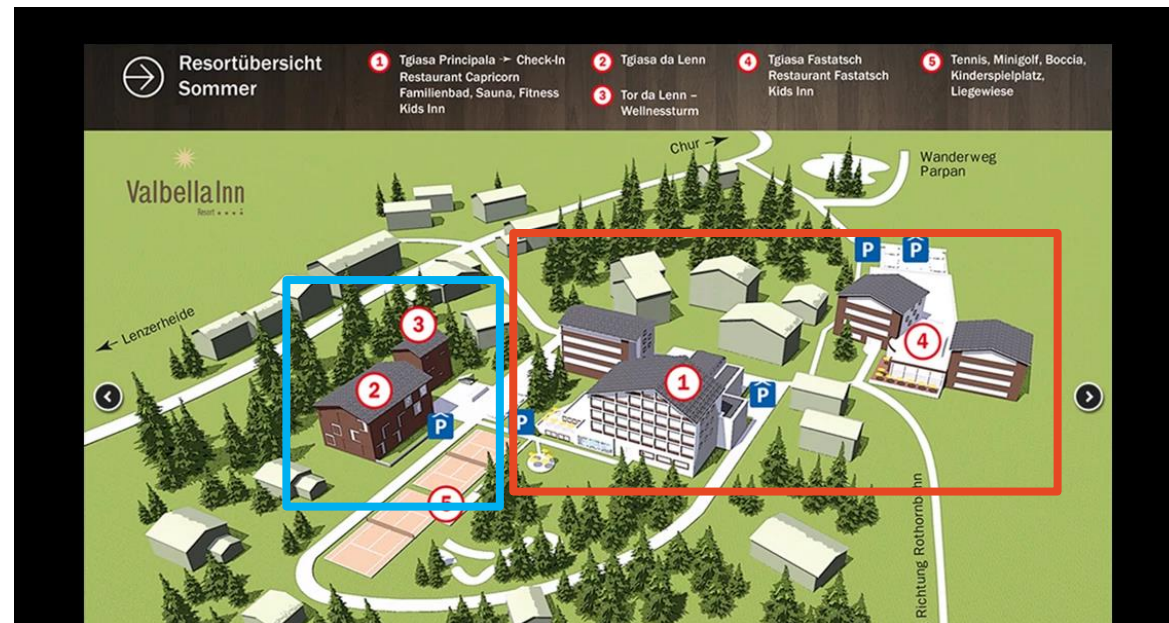 Resortübersicht
Sommer
1 Tgiasa Principala → Check-In
Restaurant Capricorn
Familienbad, Sauna, Fitness
Kids Inn
2 Tgiasa da Lenn
3 Tor da Lenn –
Wellnessturm
4 Tgiasa Fastatsch
Restaurant Fastatsch
Kids Inn
5 Tennis, Minigolf, Boccia,
Kinderspielplatz,
Liegewiese
Chur
Wanderweg
Parpan
Valbella Inn
Resort
P P
Lenzerheide
3
4
2
1
P
P
P
5
Richtung